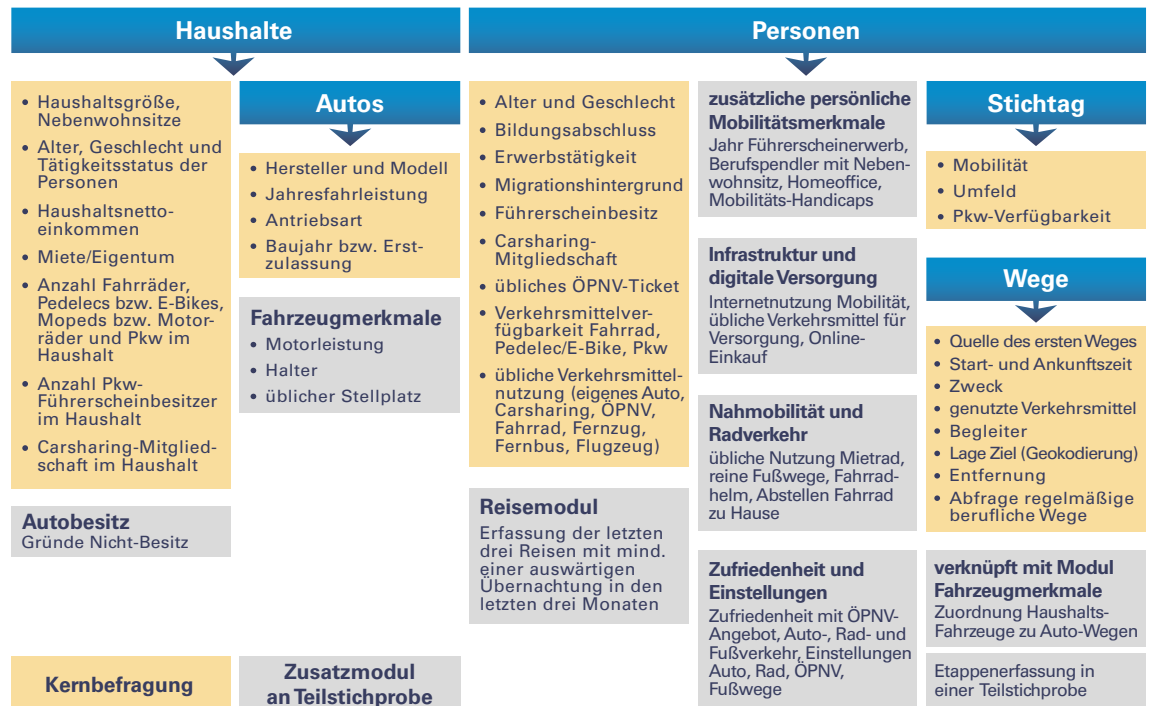 Haushalte
• Haushaltsgröße,
Nebenwohnsitze
• Alter, Geschlecht und
Tätigkeitsstatus der
Personen
• Haushaltsnetto-
einkommen
• Miete/Eigentum
• Anzahl Fahrräder,
Pedelecs bzw. E-Bikes,
Mopeds bzw. Motor-
räder und Pkw im
Haushalt
• Anzahl Pkw-
Führerscheinbesitzer
im Haushalt
• Carsharing-Mitglied-
schaft im Haushalt
Autobesitz
Gründe Nicht-Besitz
Autos
• Hersteller und Modell
• Jahresfahrleistung
• Antriebsart
• Baujahr bzw. Erst-
zulassung
Fahrzeugmerkmale
• Motorleistung
• Halter
• üblicher Stellplatz
Personen
• Alter und Geschlecht
• Bildungsabschluss
• Erwerbstätigkeit
• Migrationshintergrund
• Führerscheinbesitz
• Carsharing-
Mitgliedschaft
• übliches ÖPNV-Ticket
• Verkehrsmittelver-
fügbarkeit Fahrrad,
Pedelec/E-Bike, Pkw
• übliche Verkehrsmittel-
nutzung (eigenes Auto,
Carsharing, ÖPNV,
Fahrrad, Fernzug,
Fernbus, Flugzeug)
Reisemodul
Erfassung der letzten
drei Reisen mit mind.
einer auswärtigen
Übernachtung in den
letzten drei Monaten
zusätzliche persönliche
Mobilitätsmerkmale
Jahr Führerscheinerwerb,
Berufspendler mit Neben-
wohnsitz, Homeoffice,
Mobilitäts-Handicaps
Infrastruktur und
digitale Versorgung
Internetnutzung Mobilität,
übliche Verkehrsmittel für
Versorgung, Online-
Einkauf
Nahmobilität und
Radverkehr
übliche Nutzung Mietrad,
reine Fußwege, Fahrrad-
helm, Abstellen Fahrrad
zu Hause
Zufriedenheit und
Einstellungen
Zufriedenheit mit ÖPNV-
Angebot, Auto-, Rad- und
Fußverkehr, Einstellungen
Auto, Rad, ÖPNV,
Fußwege
Stichtag
• Mobilität
• Umfeld
• Pkw-Verfügbarkeit
Wege
• Quelle des ersten Weges
• Start- und Ankunftszeit
• Zweck
• genutzte Verkehrsmittel
• Begleiter
• Lage Ziel (Geokodierung)
• Entfernung
• Abfrage regelmäßige
berufliche Wege
verknüpft mit Modul
Fahrzeugmerkmale
Zuordnung Haushalts-
Fahrzeuge zu Auto-Wegen
Etappenerfassung in
einer Teilstichprobe
Kernbefragung
Zusatzmodul
an Teilstichprobe